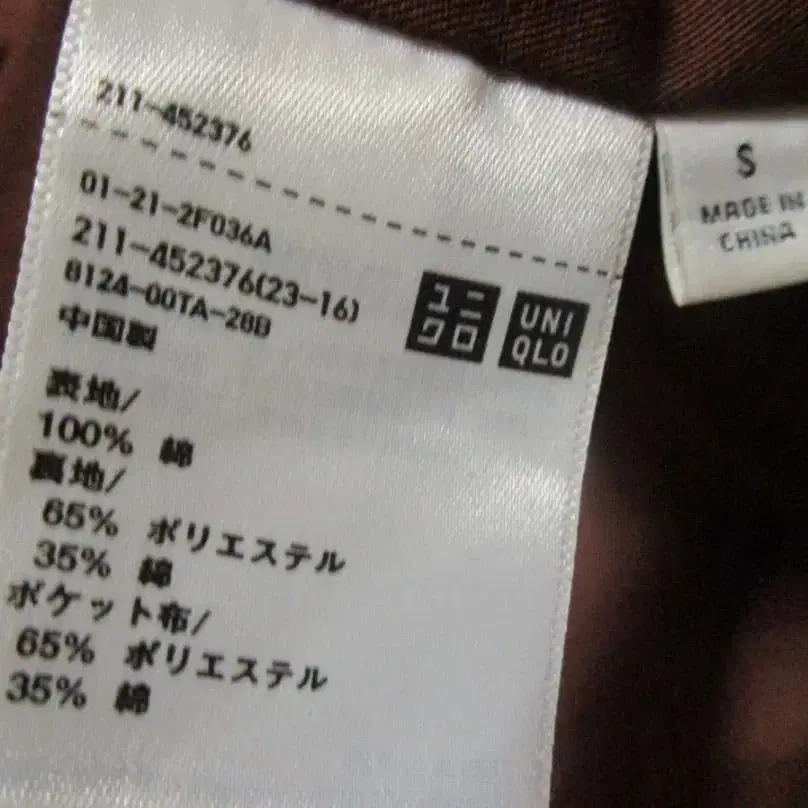 211-452376
01-21-2F036A
211-452376(23-16)
8124-00TA-28B
中国製
ユニ
クロ
UNI
QLO
表地/
100% 綿
裏地/
65% ポリエステル
35% 綿
ポケット布/
65% ポリエステル
35% 綿
S
MADE IN
CHINA